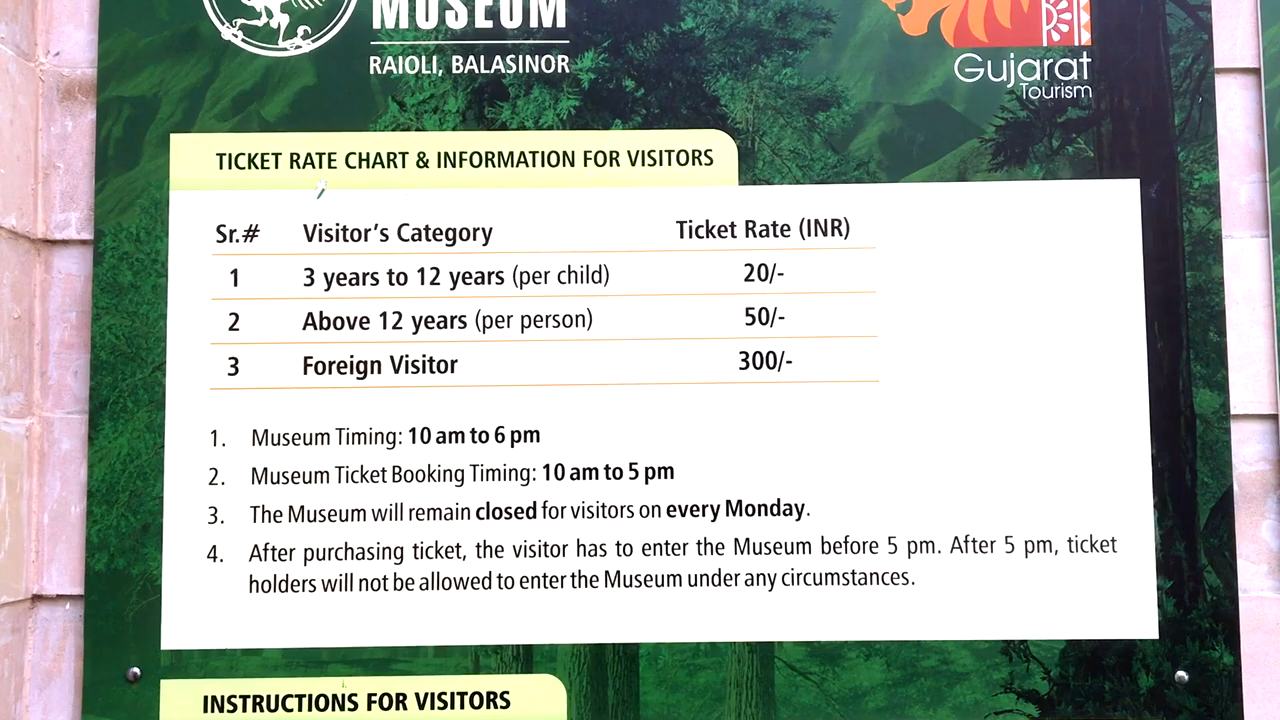 MUSEUM
RAIOLI, BALASINOR
Gujarat
Tourism
TICKET RATE CHART & INFORMATION FOR VISITORS
Sr.# Visitor's Category Ticket Rate (INR)
1 3 years to 12 years (per child) 20/-
2 Above 12 years (per person) 50/-
3 Foreign Visitor 300/-
1. Museum Timing: 10 am to 6 pm
2. Museum Ticket Booking Timing: 10 am to 5 pm
3. The Museum will remain closed for visitors on every Monday.
4. After purchasing ticket, the visitor has to enter the Museum before 5 pm. After 5 pm, ticket
holders will not be allowed to enter the Museum under any circumstances.
INSTRUCTIONS FOR VISITORS